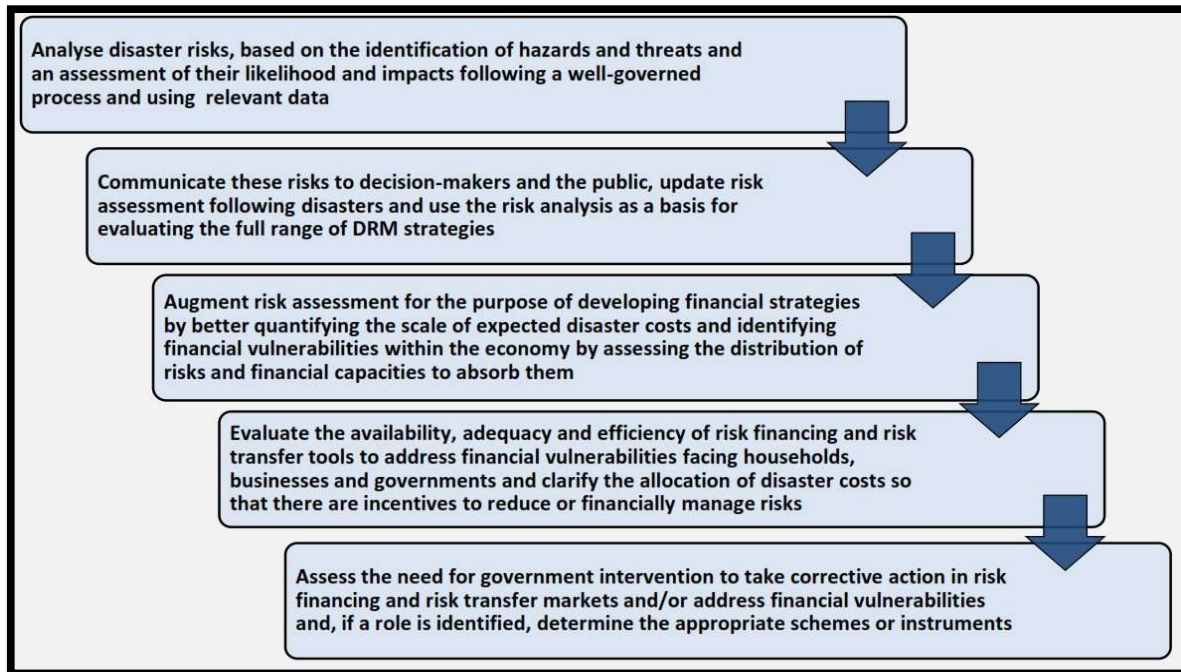 Analyse disaster risks, based on the identification of hazards and threats and
an assessment of their likelihood and impacts following a well-governed
process and using relevant data
Communicate these risks to decision-makers and the public, update risk
assessment following disasters and use the risk analysis as a basis for
evaluating the full range of DRM strategies
Augment risk assessment for the purpose of developing financial strategies
by better quantifying the scale of expected disaster costs and identifying
financial vulnerabilities within the economy by assessing the distribution of
risks and financial capacities to absorb them
Evaluate the availability, adequacy and efficiency of risk financing and risk
transfer tools to address financial vulnerabilities facing households,
businesses and governments and clarify the allocation of disaster costs so
that there are incentives to reduce or financially manage risks
Assess the need for government intervention to take corrective action in risk
financing and risk transfer markets and/or address financial vulnerabilities
and, if a role is identified, determine the appropriate schemes or instruments